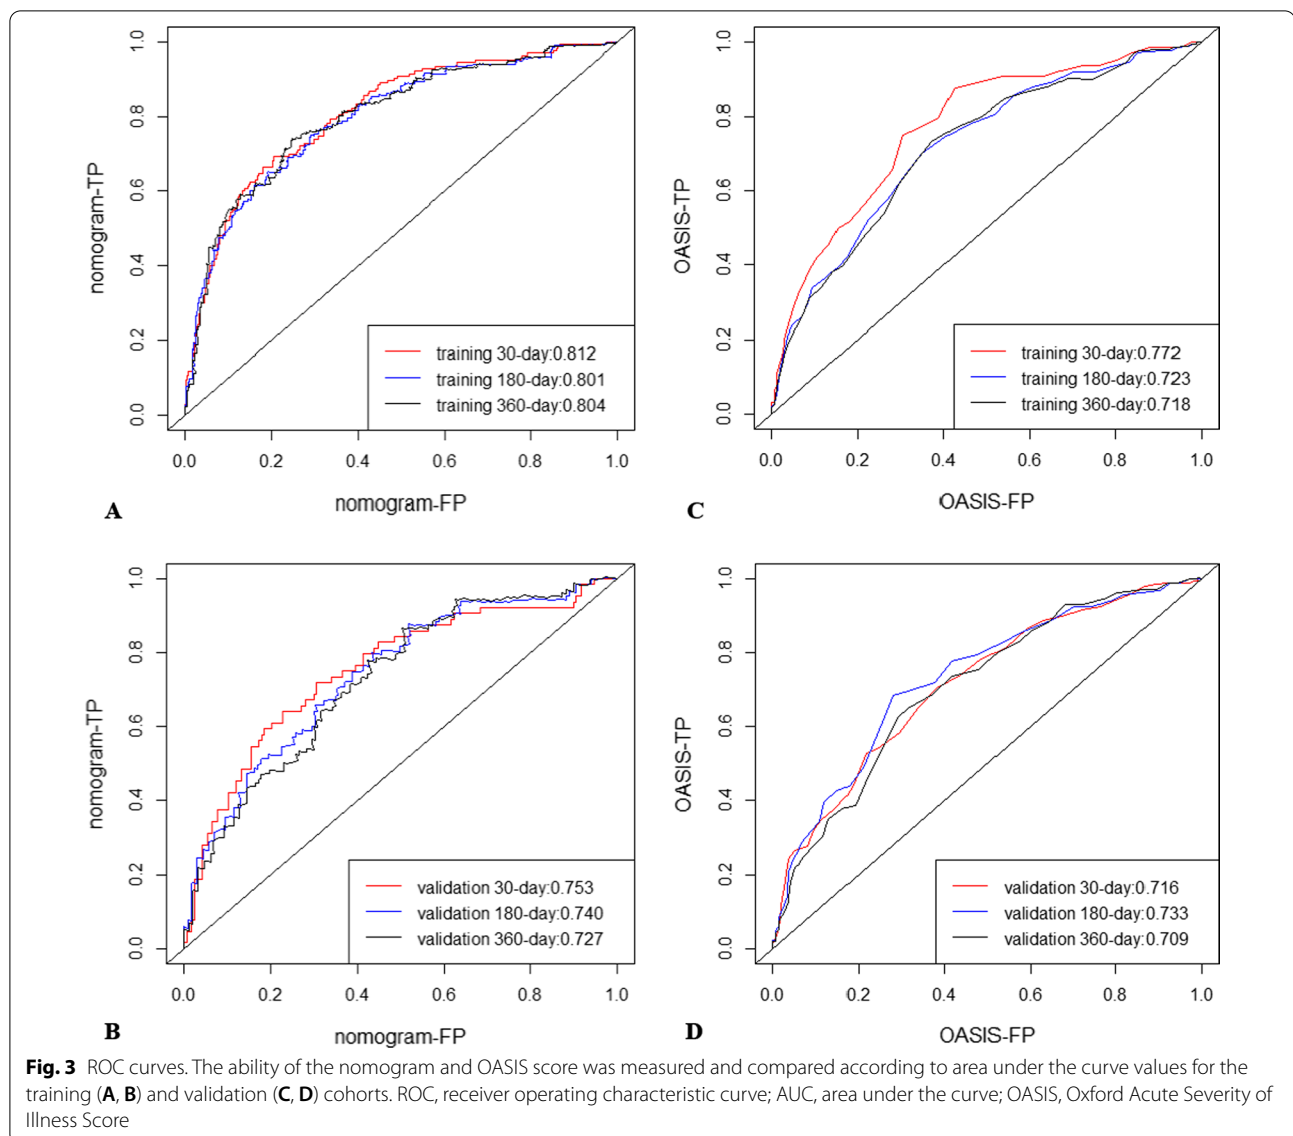 nomogram-TP
0.0 0.2 0.4 0.6 0.8 1.0
training 30-day:0.812
training 180-day:0.801
training 360-day:0.804
0.0 0.2 0.4 0.6 0.8 1.0
nomogram-FP
A
OASIS-TP
0.0 0.2 0.4 0.6 0.8 1.0
training 30-day:0.772
training 180-day:0.723
training 360-day:0.718
0.0 0.2 0.4 0.6 0.8 1.0
OASIS-FP
C
nomogram-TP
0.0 0.2 0.4 0.6 0.8 1.0
validation 30-day:0.753
validation 180-day:0.740
validation 360-day:0.727
0.0 0.2 0.4 0.6 0.8 1.0
nomogram-FP
B
OASIS-TP
0.0 0.2 0.4 0.6 0.8 1.0
validation 30-day:0.716
validation 180-day:0.733
validation 360-day:0.709
0.0 0.2 0.4 0.6 0.8 1.0
OASIS-FP
D
Fig. 3 ROC curves. The ability of the nomogram and OASIS score was measured and compared according to area under the curve values for the
training (A, B) and validation (C, D) cohorts. ROC, receiver operating characteristic curve; AUC, area under the curve; OASIS, Oxford Acute Severity of
Illness Score